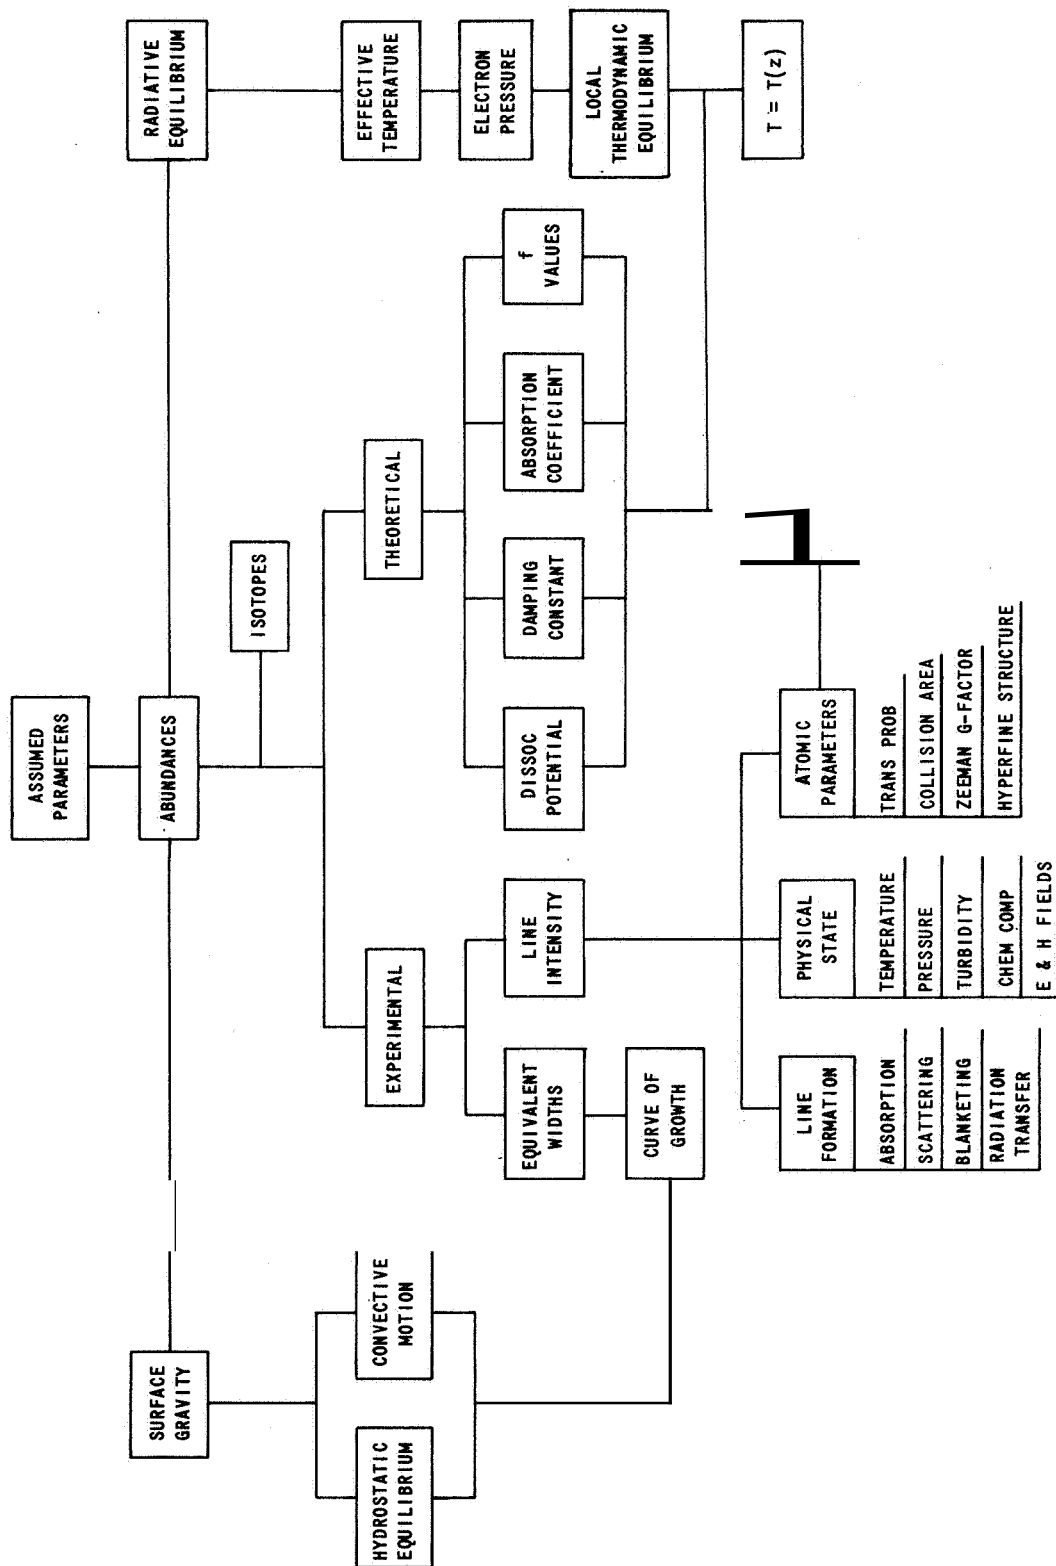 ASSUMED
PARAMETERS
SURFACE
GRAVITY
ABUNDANCES
RADIATIVE
EQUILIBRIUM
ISOTOPES
HYDROSTATIC
EQUILIBRIUM
CONVECTIVE
MOTION
EXPERIMENTAL
THEORETICAL
EFFECTIVE
TEMPERATURE
EQUIVALENT
WIDTHS
LINE
INTENSITY
DISSOC
POTENTIAL
DAMPING
CONSTANT
ABSORPTION
COEFFICIENT
f
VALUES
ELECTRON
PRESSURE
CURVE OF
GROWTH
LOCAL
THERMODYNAMIC
EQUILIBRIUM
T = T(z)
LINE
FORMATION
ABSORPTION
SCATTERING
BLANKETING
RADIATION
TRANSFER
PHYSICAL
STATE
TEMPERATURE
PRESSURE
TURBIDITY
CHEM COMP
E & H FIELDS
ATOMIC
PARAMETERS
TRANS PROB
COLLISION AREA
ZEEMAN G-FACTOR
HYPERFINE STRUCTURE